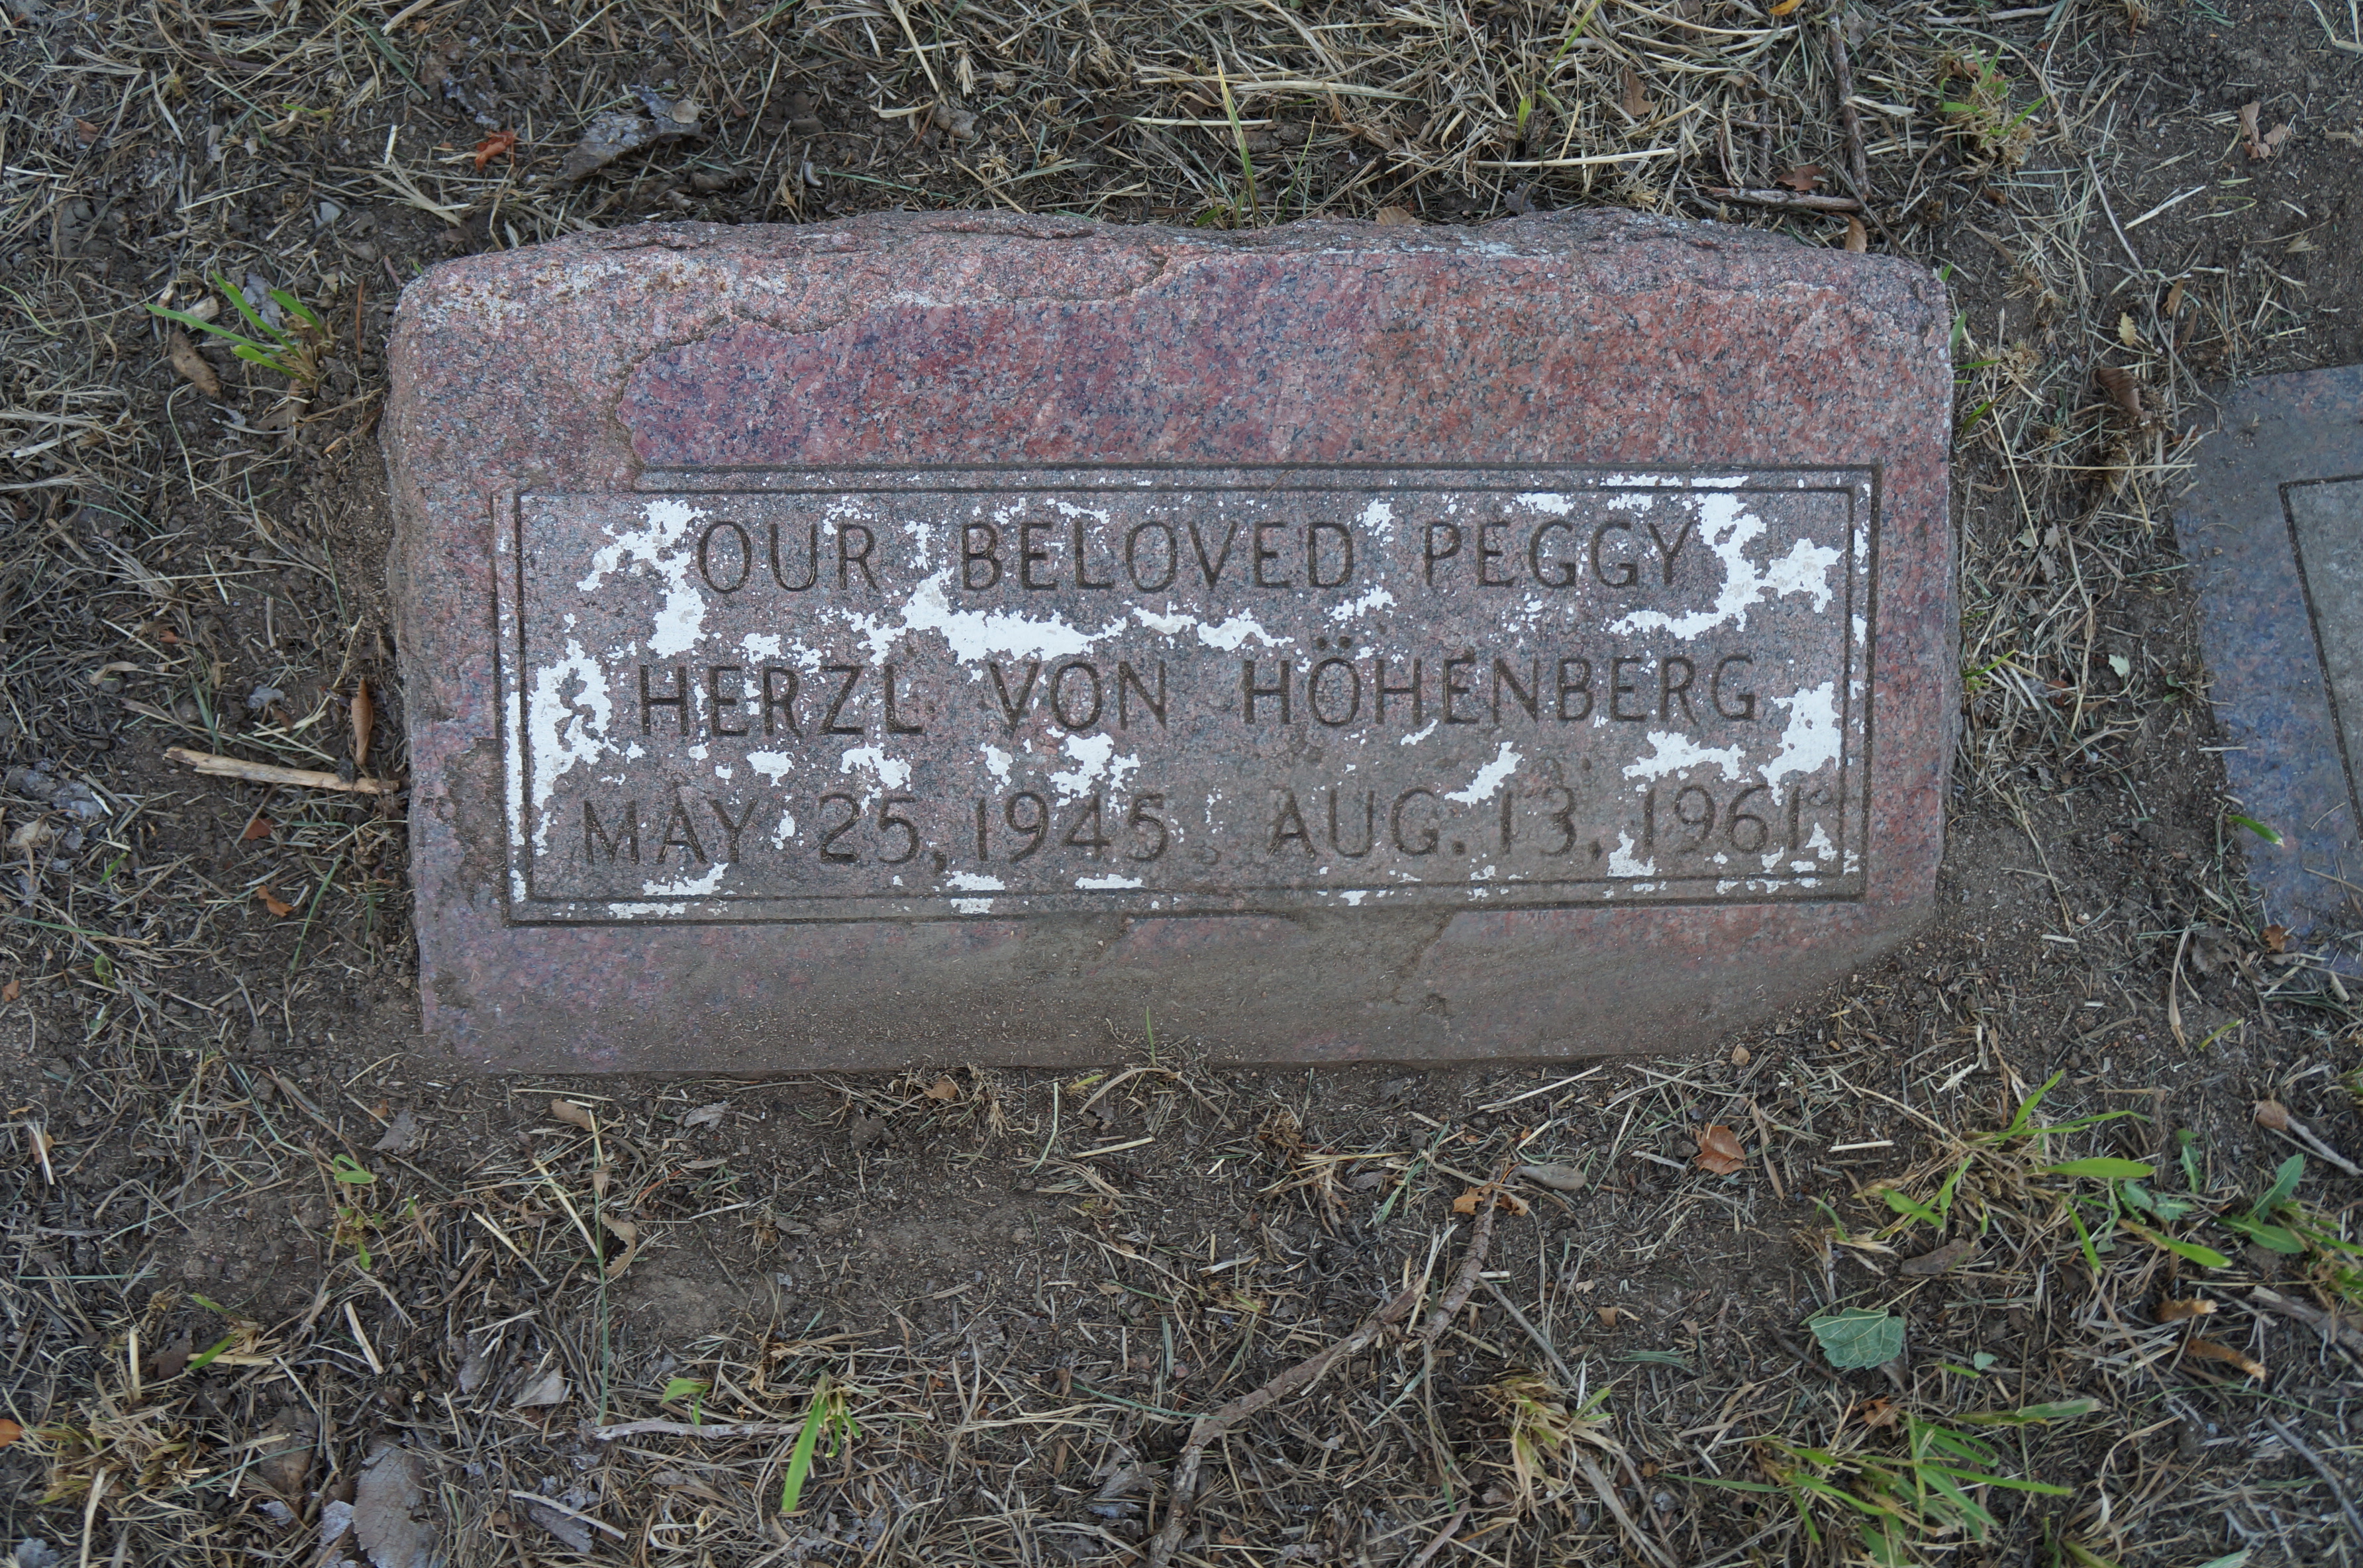 OUR BELOVED PEGGY
HERZL VON HÖHENBERG
MAY 25, 1945 AUG. 13, 1961